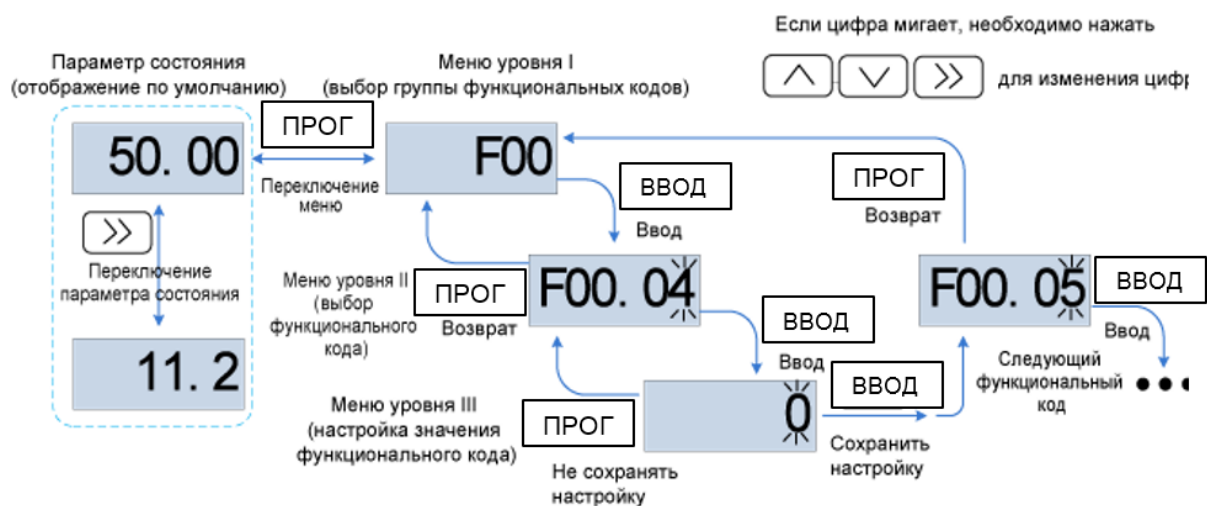 Если цифра мигает, необходимо нажать
для изменения цифр
Параметр состояния
(отображение по умолчанию)
Меню уровня I
(выбор группы функциональных кодов)
50. 00
ПРОГ
F00
Переключение
меню
ВВОД
Ввод
ПРОГ
Возврат
Переключение
параметра состояния
11. 2
Меню уровня II
(выбор
функционального
кода)
ПРОГ
Возврат
F00. 04
ВВОД
Ввод
F00. 05
ВВОД
Ввод
Следующий
функциональный
код
Меню уровня III
(настройка значения
функционального кода)
ПРОГ
Не сохранять
настройку
0
ВВОД
Сохранить
настройку